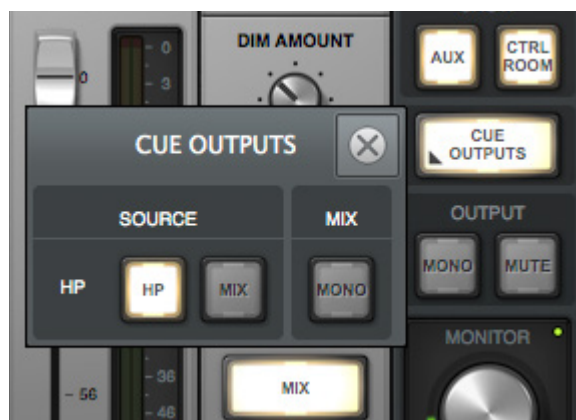 0
3
0
DIM AMOUNT
AUX
CTRL
ROOM
CUE
OUTPUTS
CUE OUTPUTS
SOURCE
MIX
HP
HP
MIX
MONO
OUTPUT
MONO
MUTE
MONITOR
56
36
46
MIX